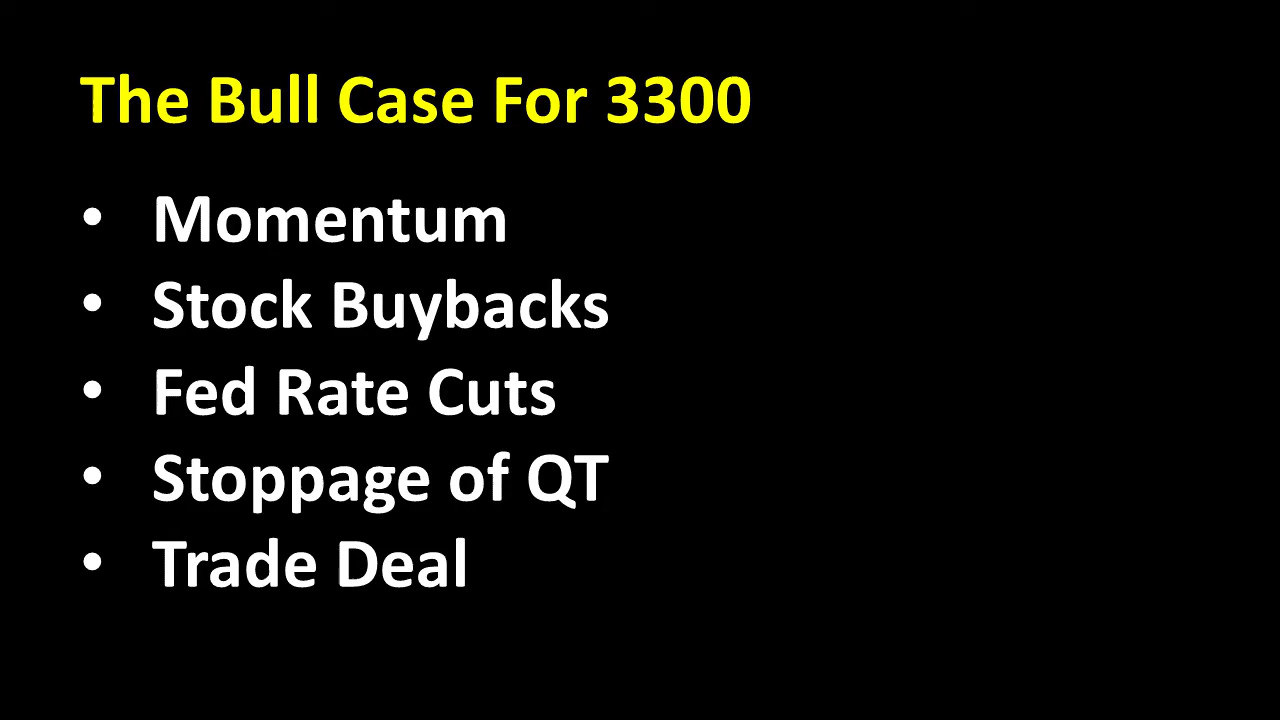 The Bull Case For 3300
• Momentum
• Stock Buybacks
• Fed Rate Cuts
• Stoppage of QT
• Trade Deal